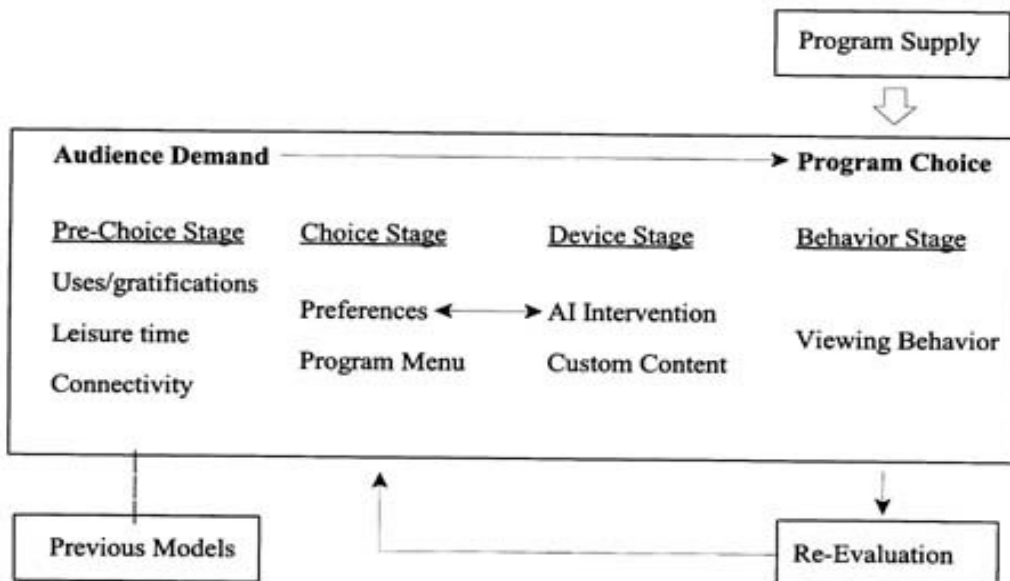 Program Supply
Audience Demand
Program Choice
Pre-Choice Stage
Choice Stage
Device Stage
Behavior Stage
Uses/gratifications
Preferences
AI Intervention
Leisure time
Viewing Behavior
Program Menu
Custom Content
Connectivity
Previous Models
Re-Evaluation